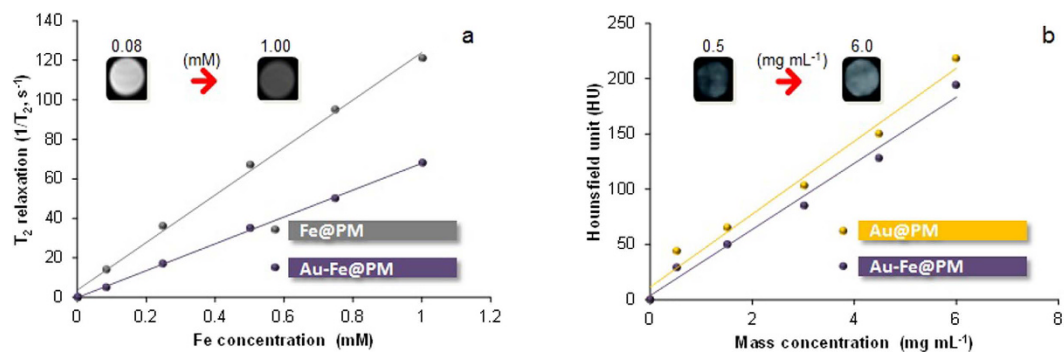 a
0.08 (mM) 1.00
T2 relaxation (1/T2, s-1)
140
120
100
80
60
40
20
0
Fe@PM
Au-Fe@PM
0 0.2 0.4 0.6 0.8 1 1.2
Fe concentration (mM)
b
0.5 (mg mL-1) 6.0
Hounsfield unit (HU)
250
200
150
100
50
0
Au@PM
Au-Fe@PM
0 2 4 6 8
Mass concentration (mg mL-1)